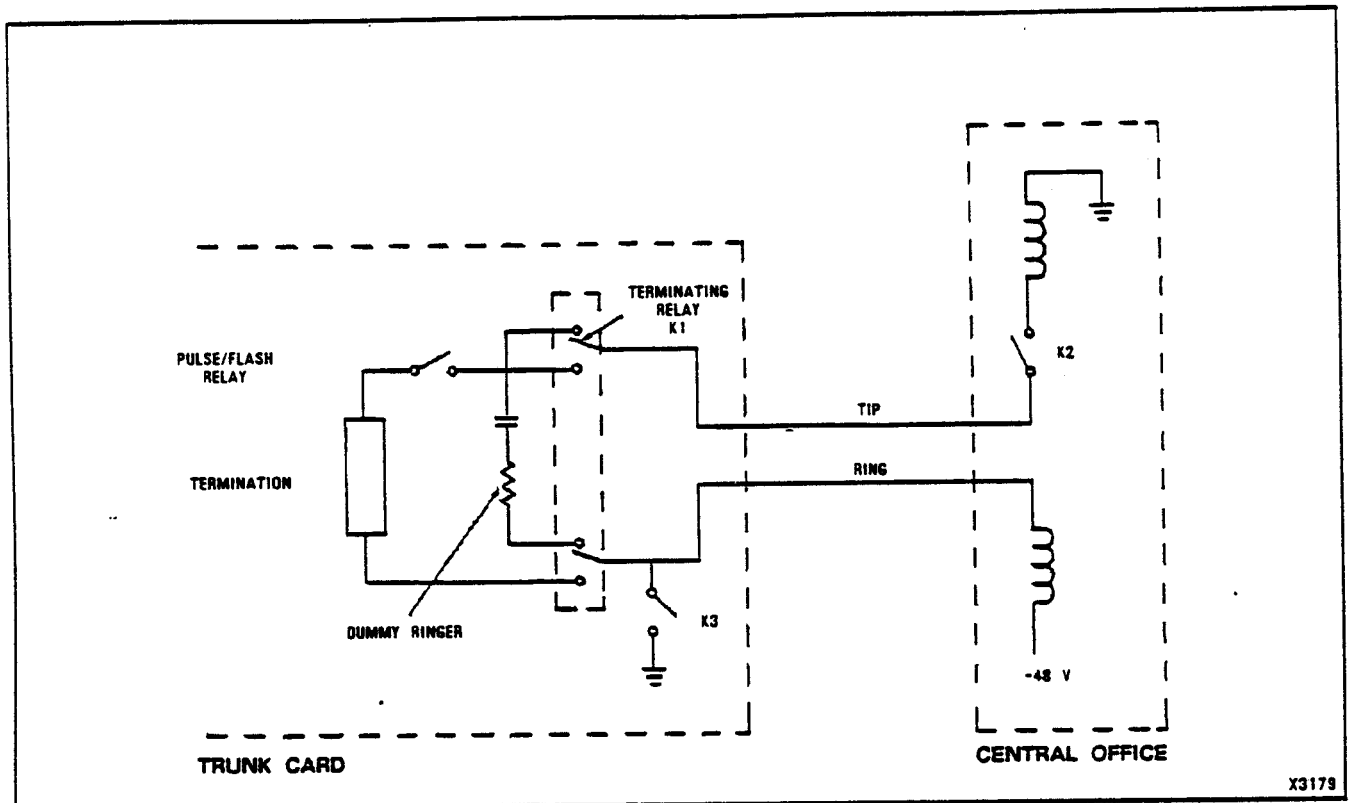 TERMINATING
RELAY
K1
PULSE/FLASH
RELAY
K2
TIP
RING
TERMINATION
K3
DUMMY RINGER
-48 V
TRUNK CARD
CENTRAL OFFICE
X3179